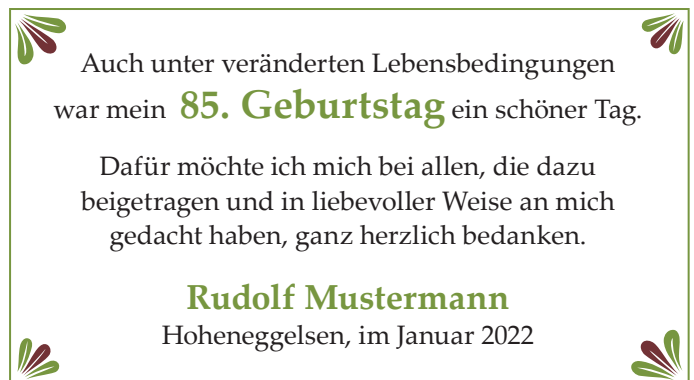 Auch unter veränderten Lebensbedingungen
war mein 85. Geburtstag ein schöner Tag.
Dafür möchte ich mich bei allen, die dazu
beigetragen und in liebevoller Weise an mich
gedacht haben, ganz herzlich bedanken.
Rudolf Mustermann
Hoheneggelsen, im Januar 2022